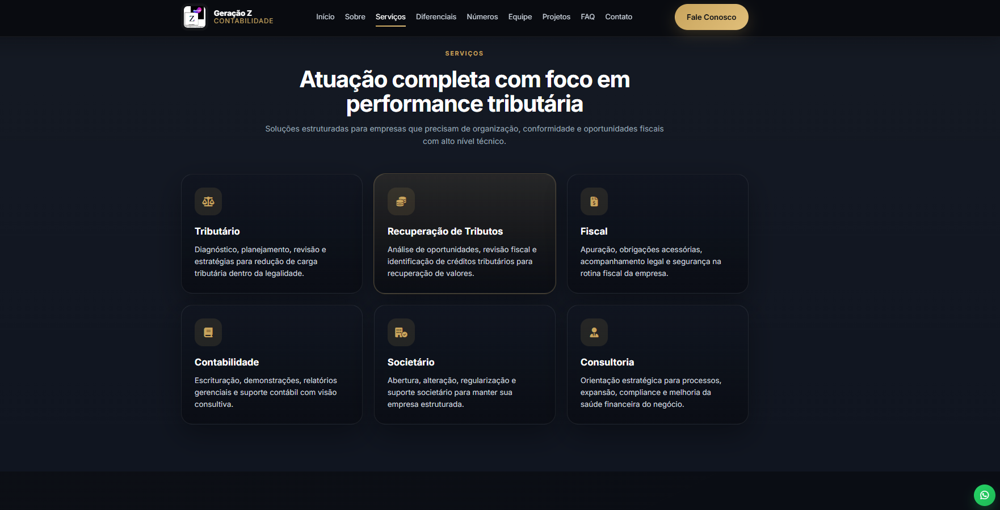 Geração Z
CONTABILIDADE
Início Sobre Serviços Diferenciais Números Equipe Projetos FAQ Contato
Fale Conosco
SERVIÇOS
Atuação completa com foco em
performance tributária
Soluções estruturadas para empresas que precisam de organização, conformidade e oportunidades fiscais
com alto nível técnico.
Tributário
Diagnóstico, planejamento, revisão e
estratégias para redução de carga
tributária dentro da legalidade.
Recuperação de Tributos
Análise de oportunidades, revisão fiscal e
identificação de créditos tributários para
recuperação de valores.
Fiscal
Apuração, obrigações acessórias,
acompanhamento legal e segurança na
rotina fiscal da empresa.
Contabilidade
Escrituração, demonstrações, relatórios
gerenciais e suporte contábil com visão
consultiva.
Societário
Abertura, alteração, regularização e
suporte societário para manter sua
empresa estruturada.
Consultoria
Orientação estratégica para processos,
expansão, compliance e melhoria da
saúde financeira do negócio.